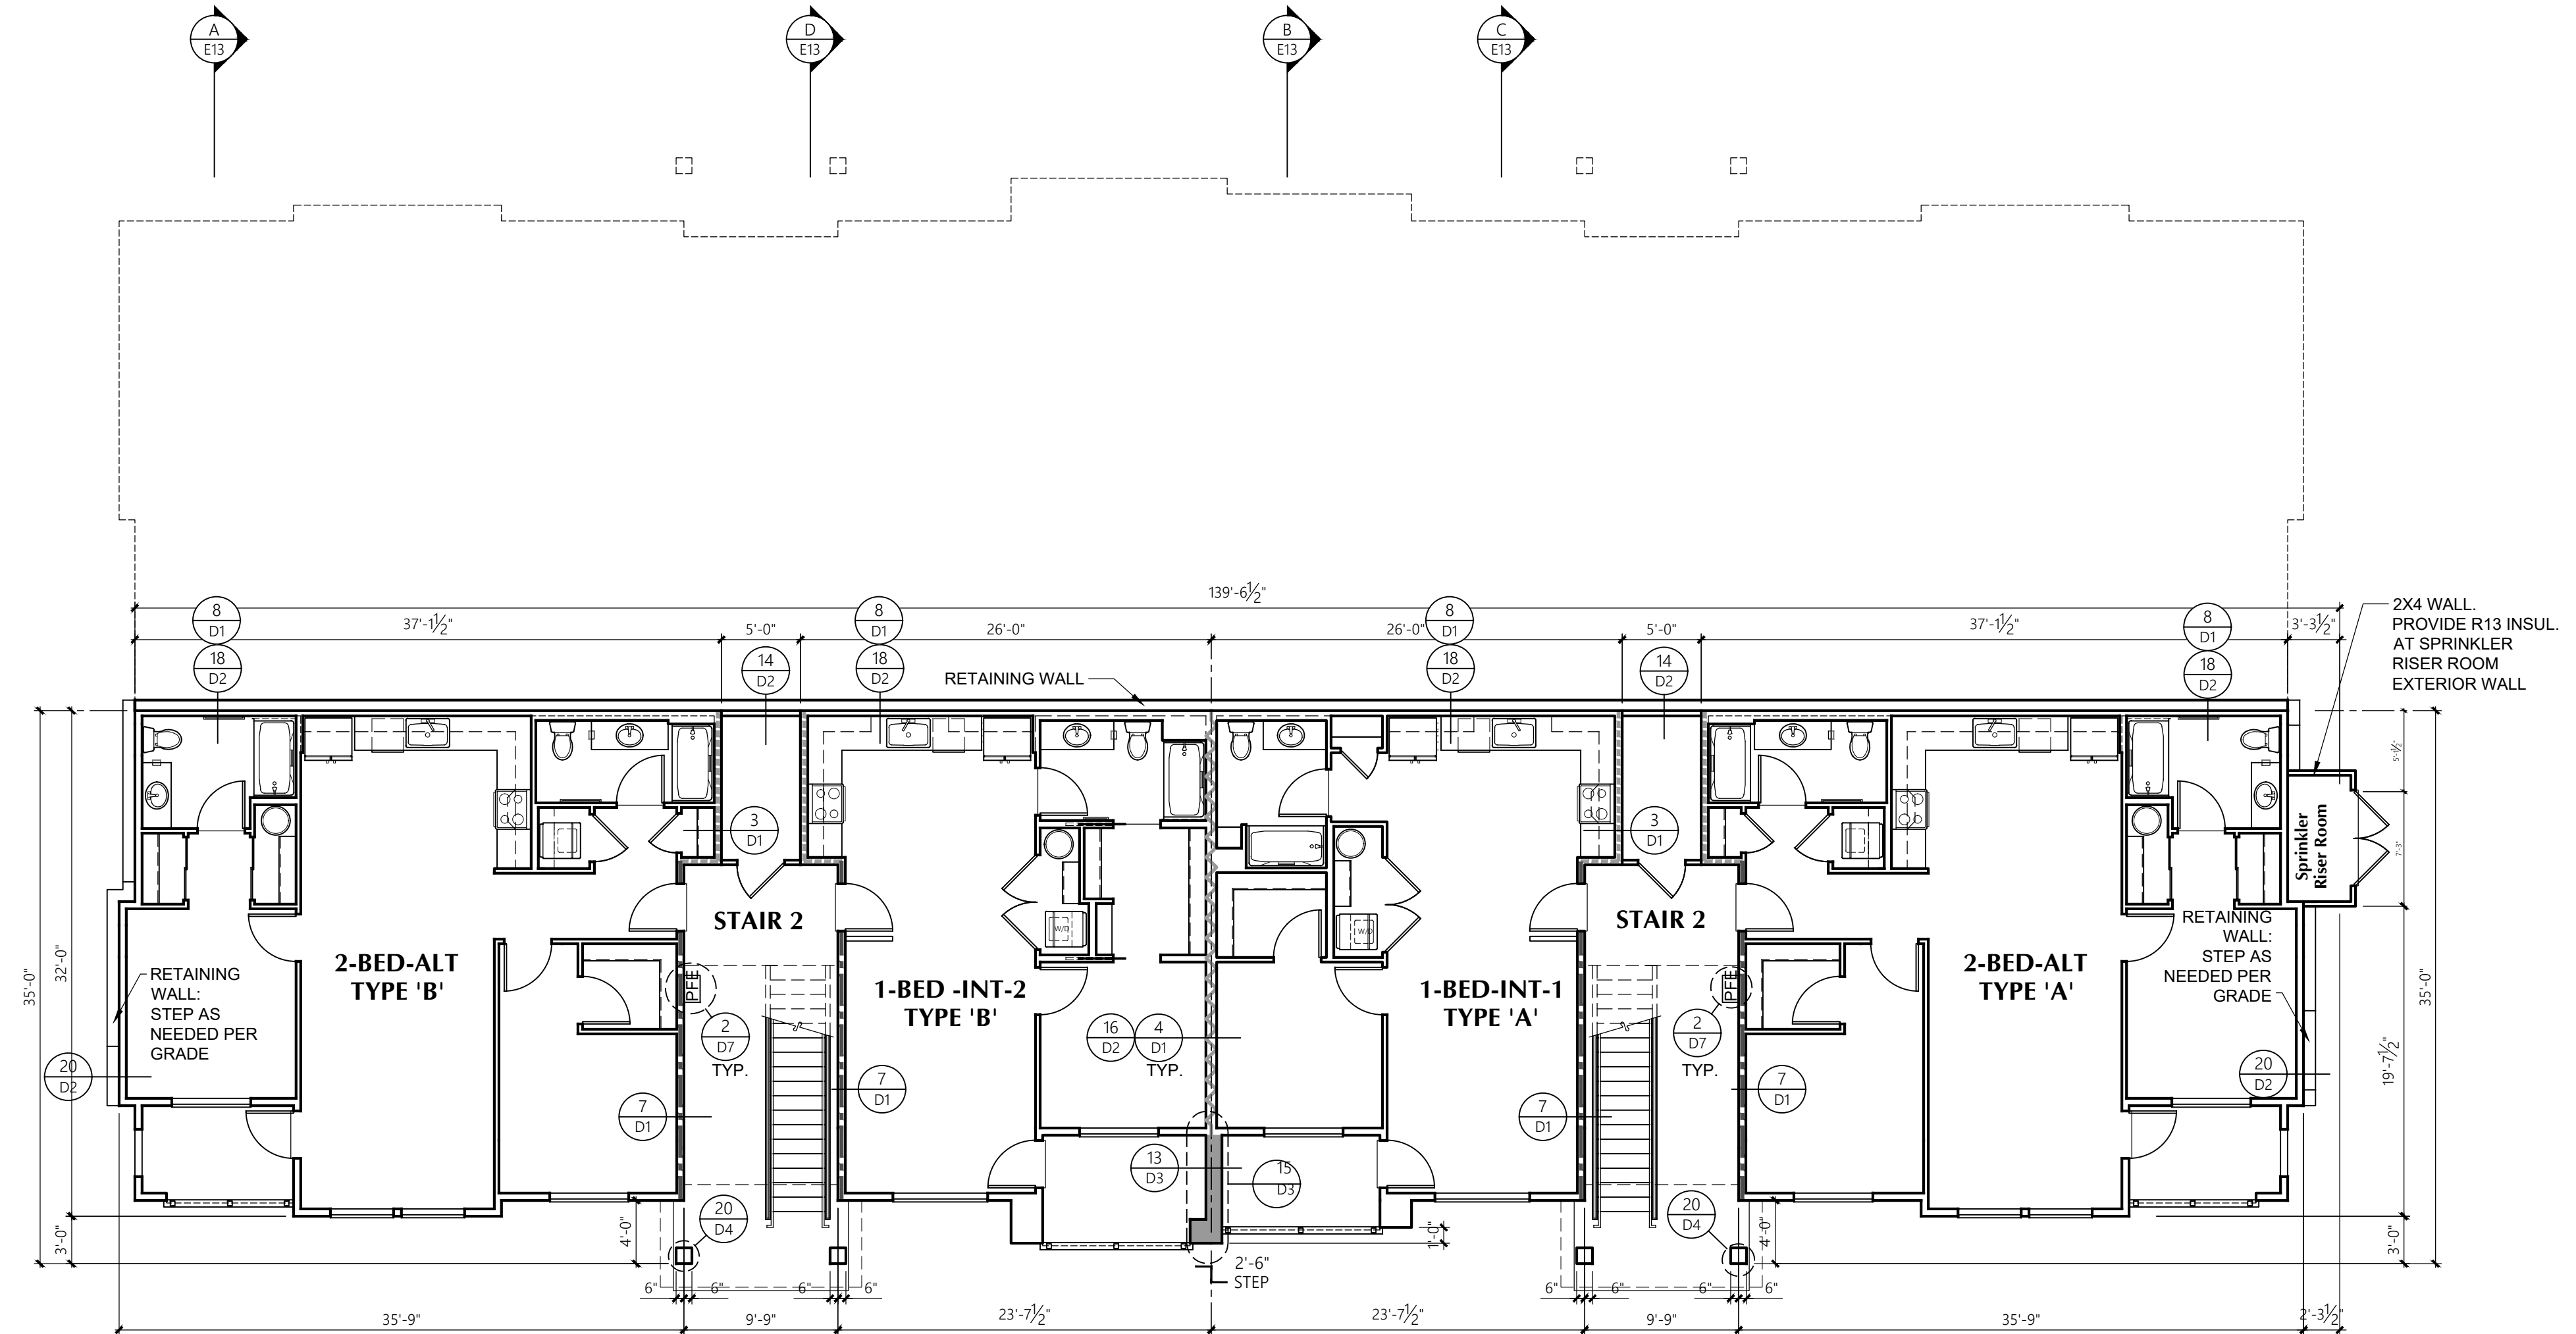 A
E13
D
E13
B
E13
C
E13
139'-6½"
37'-1½"
5'-0"
26'-0"
26'-0"
5'-0"
37'-1½"
3'-3½"
8
D1
18
D2
14
D2
8
D1
18
D2
8
D1
18
D2
14
D2
8
D1
18
D2
2X4 WALL.
PROVIDE R13 INSUL.
AT SPRINKLER
RISER ROOM
EXTERIOR WALL
RETAINING WALL
5'-1½"
7'-3"
19'-7½"
3'-0"
35'-0"
35'-0"
32'-0"
3'-0"
3
D1
3
D1
Sprinkler
Riser Room
STAIR 2
STAIR 2
W/D
W/D
2-BED-ALT
TYPE 'B'
1-BED -INT-2
TYPE 'B'
1-BED-INT-1
TYPE 'A'
2-BED-ALT
TYPE 'A'
RETAINING
WALL:
STEP AS
NEEDED PER
GRADE
RETAINING
WALL:
STEP AS
NEEDED PER
GRADE
PFE
PFE
2
D7
TYP.
2
D7
TYP.
16
D2
4
D1
TYP.
20
D2
20
D2
7
D1
7
D1
7
D1
7
D1
13
D3
15
D3
20
D4
20
D4
4'-0"
1'-0"
4'-0"
2'-6"
STEP
6"
6"
6"
6"
6"
6"
6"
6"
35'-9"
9'-9"
23'-7½"
23'-7½"
9'-9"
35'-9"
2'-3½"